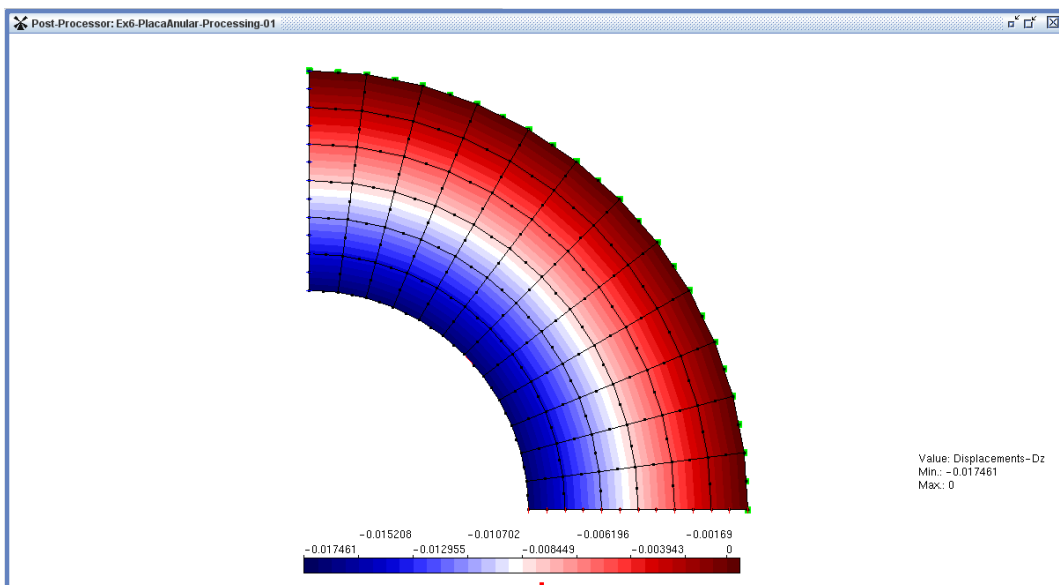 Post-Processor: Ex6-PlacaAnular-Processing-01
Value: Displacements-Dz
Min.: -0.017461
Max.: 0
-0.015208 -0.010702 -0.006196 -0.00169
-0.017461 -0.012955 -0.008449 -0.003943 0